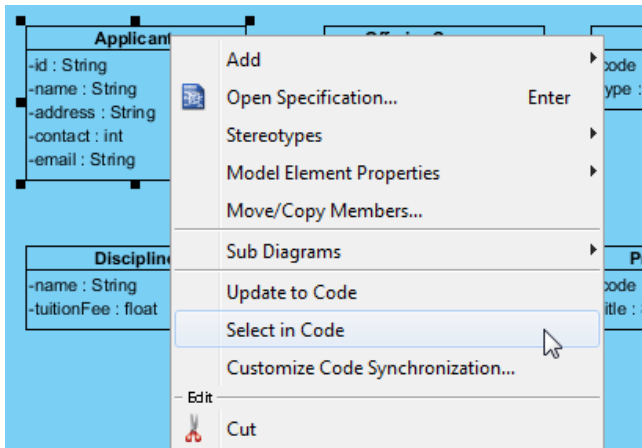 Applicant
-id : String
-name : String
-address : String
-contact : int
-email : String
code
Discipline
-name : String
-tuitionFee : float
code
Add
Open Specification... Enter
Stereotypes
Model Element Properties
Move/Copy Members...
Sub Diagrams
Update to Code
Select in Code
Customize Code Synchronization...
Edit
Cut